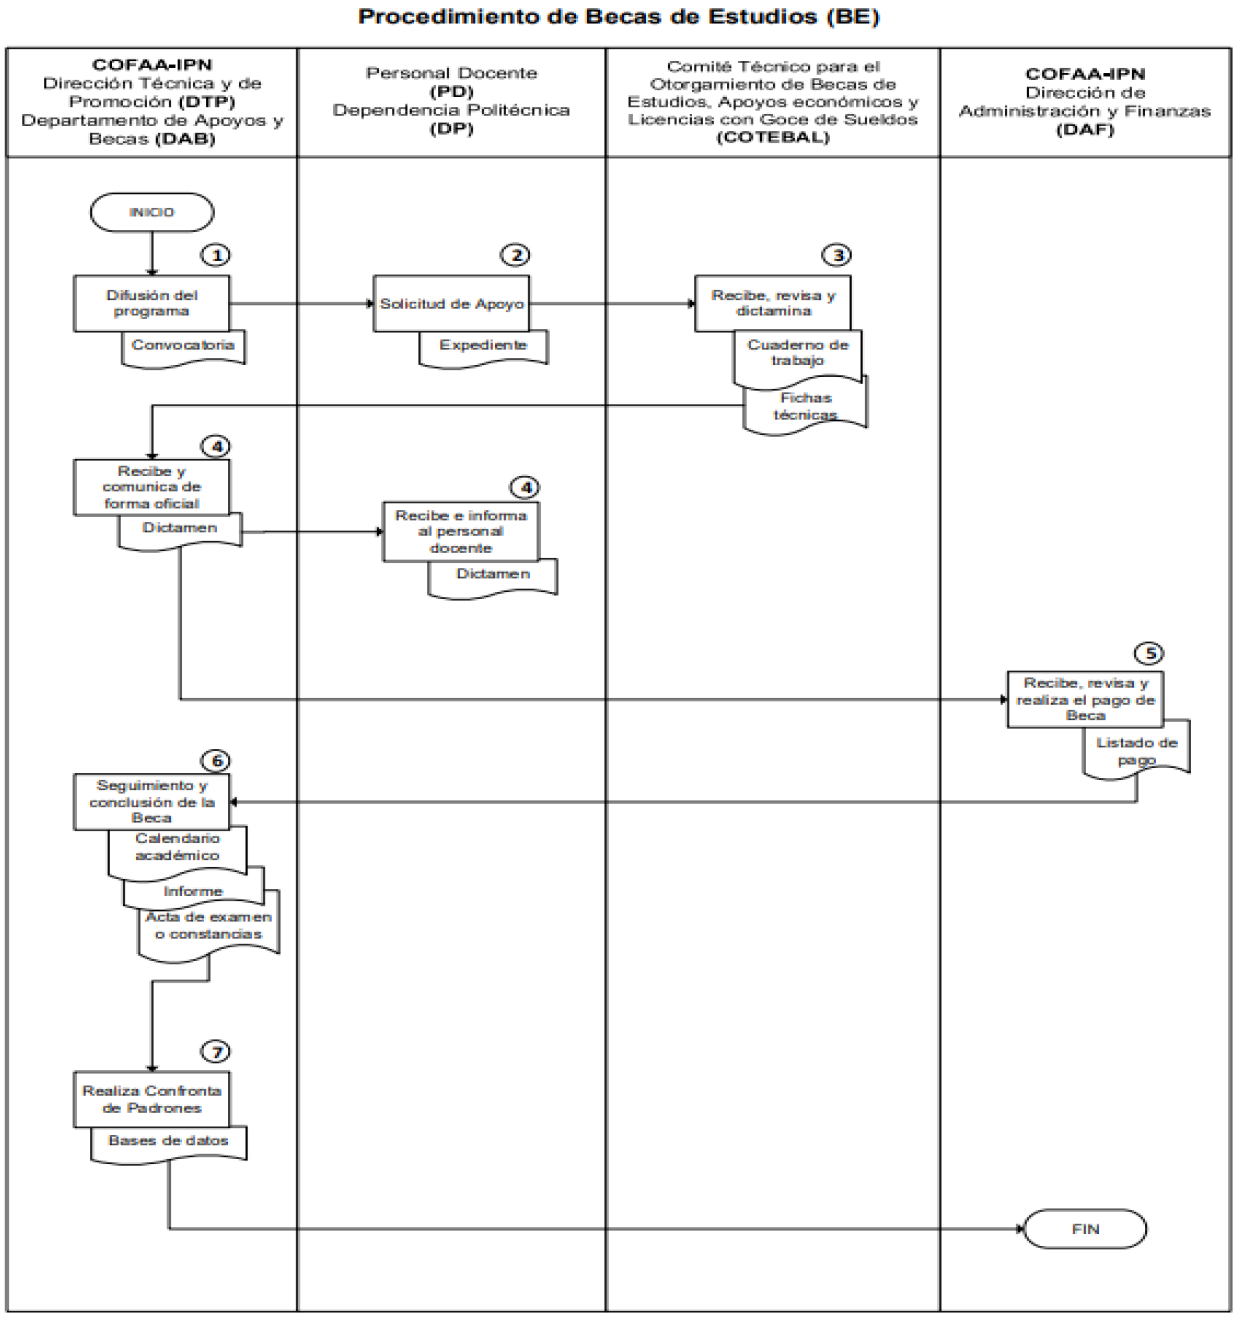 Procedimiento de Becas de Estudios (BE)
COFAA-IPN
Dirección Técnica y de
Promoción (DTP)
Departamento de Apoyos y
Becas (DAB)
Personal Docente
(PD)
Dependencia Politécnica
(DP)
Comité Técnico para el
Otorgamiento de Becas de
Estudios, Apoyos económicos y
Licencias con Goce de Sueldos
(COTEBAL)
COFAA-IPN
Dirección de
Administración y Finanzas
(DAF)
INICIO
1
Difusión del
programa
Convocatoria
2
Solicitud de Apoyo
Expediente
3
Recibe, revisa y
dictamina
Cuaderno de
trabajo
Fichas
técnicas
4
Recibe y
comunica de
forma oficial
Dictamen
4
Recibe e informa
al personal
docente
Dictamen
5
Recibe, revisa y
realiza el pago de
Beca
Listado de
pago
6
Seguimiento y
conclusión de la
Beca
Calendario
académico
Informe
Acta de examen
o constancias
7
Realiza Confronta
de Padrones
Bases de datos
FIN